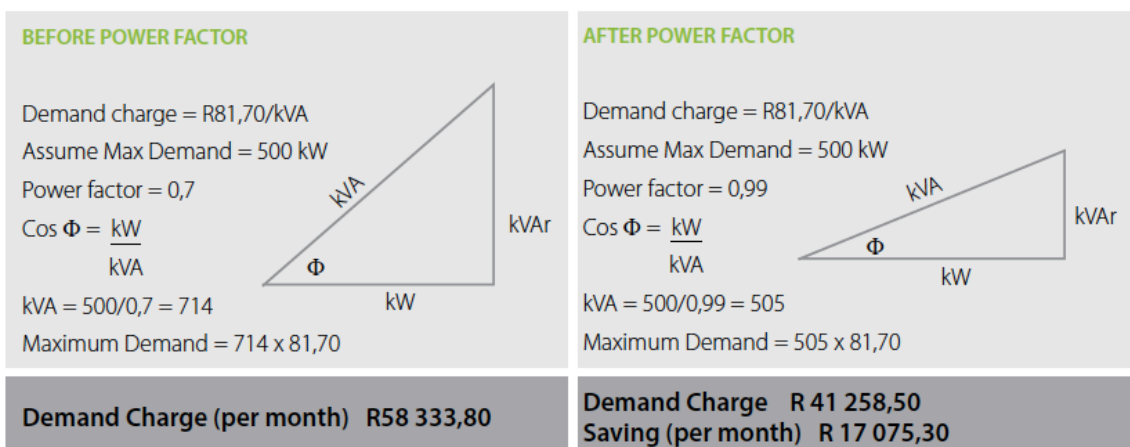 BEFORE POWER FACTOR
Demand charge = R81,70/kVA
Assume Max Demand = 500 kW
Power factor = 0,7
Cos Φ = kW
kVA
kVA = 500/0,7 = 714
Maximum Demand = 714 x 81,70
kVA
Φ
kVAr
kW
Demand Charge (per month) R58 333,80
AFTER POWER FACTOR
Demand charge = R81,70/kVA
Assume Max Demand = 500 kW
Power factor = 0,99
Cos Φ = kW
kVA
kVA = 500/0,99 = 505
Maximum Demand = 505 x 81,70
kVA
Φ
kVAr
kW
Demand Charge R 41 258,50
Saving (per month) R 17 075,30